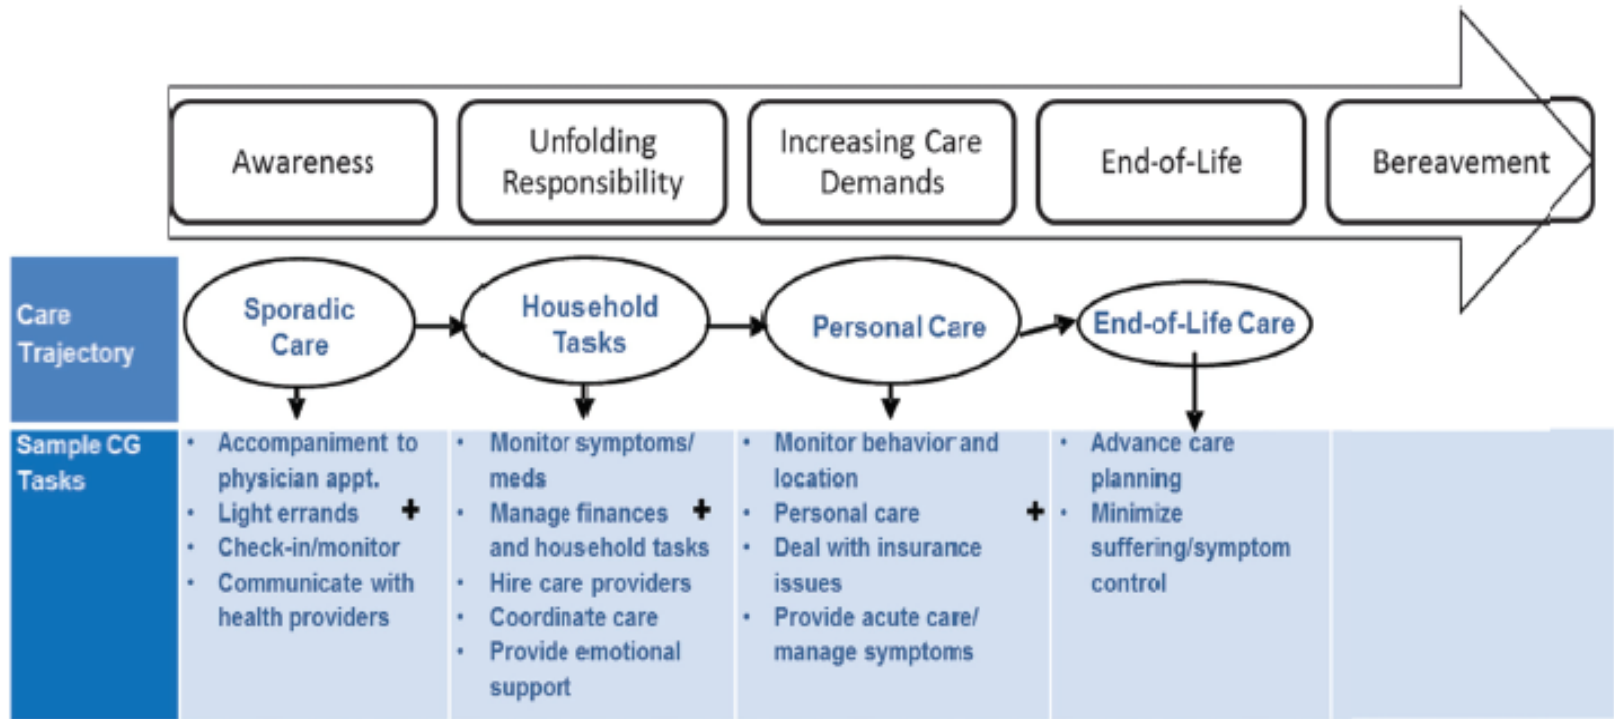 Awareness
Unfolding
Responsibility
Increasing Care
Demands
End-of-Life
Bereavement
Care
Trajectory
Sporadic
Care
Household
Tasks
Personal Care
End-of-Life Care
Sample CG
Tasks
• Accompaniment to
physician appt.
• Light errands
• Check-in/monitor
• Communicate with
health providers
+
• Monitor symptoms/
meds
• Manage finances
and household tasks
• Hire care providers
• Coordinate care
• Provide emotional
support
+
• Monitor behavior and
location
• Personal care
• Deal with insurance
issues
• Provide acute care/
manage symptoms
+
• Advance care
planning
• Minimize
suffering/symptom
control